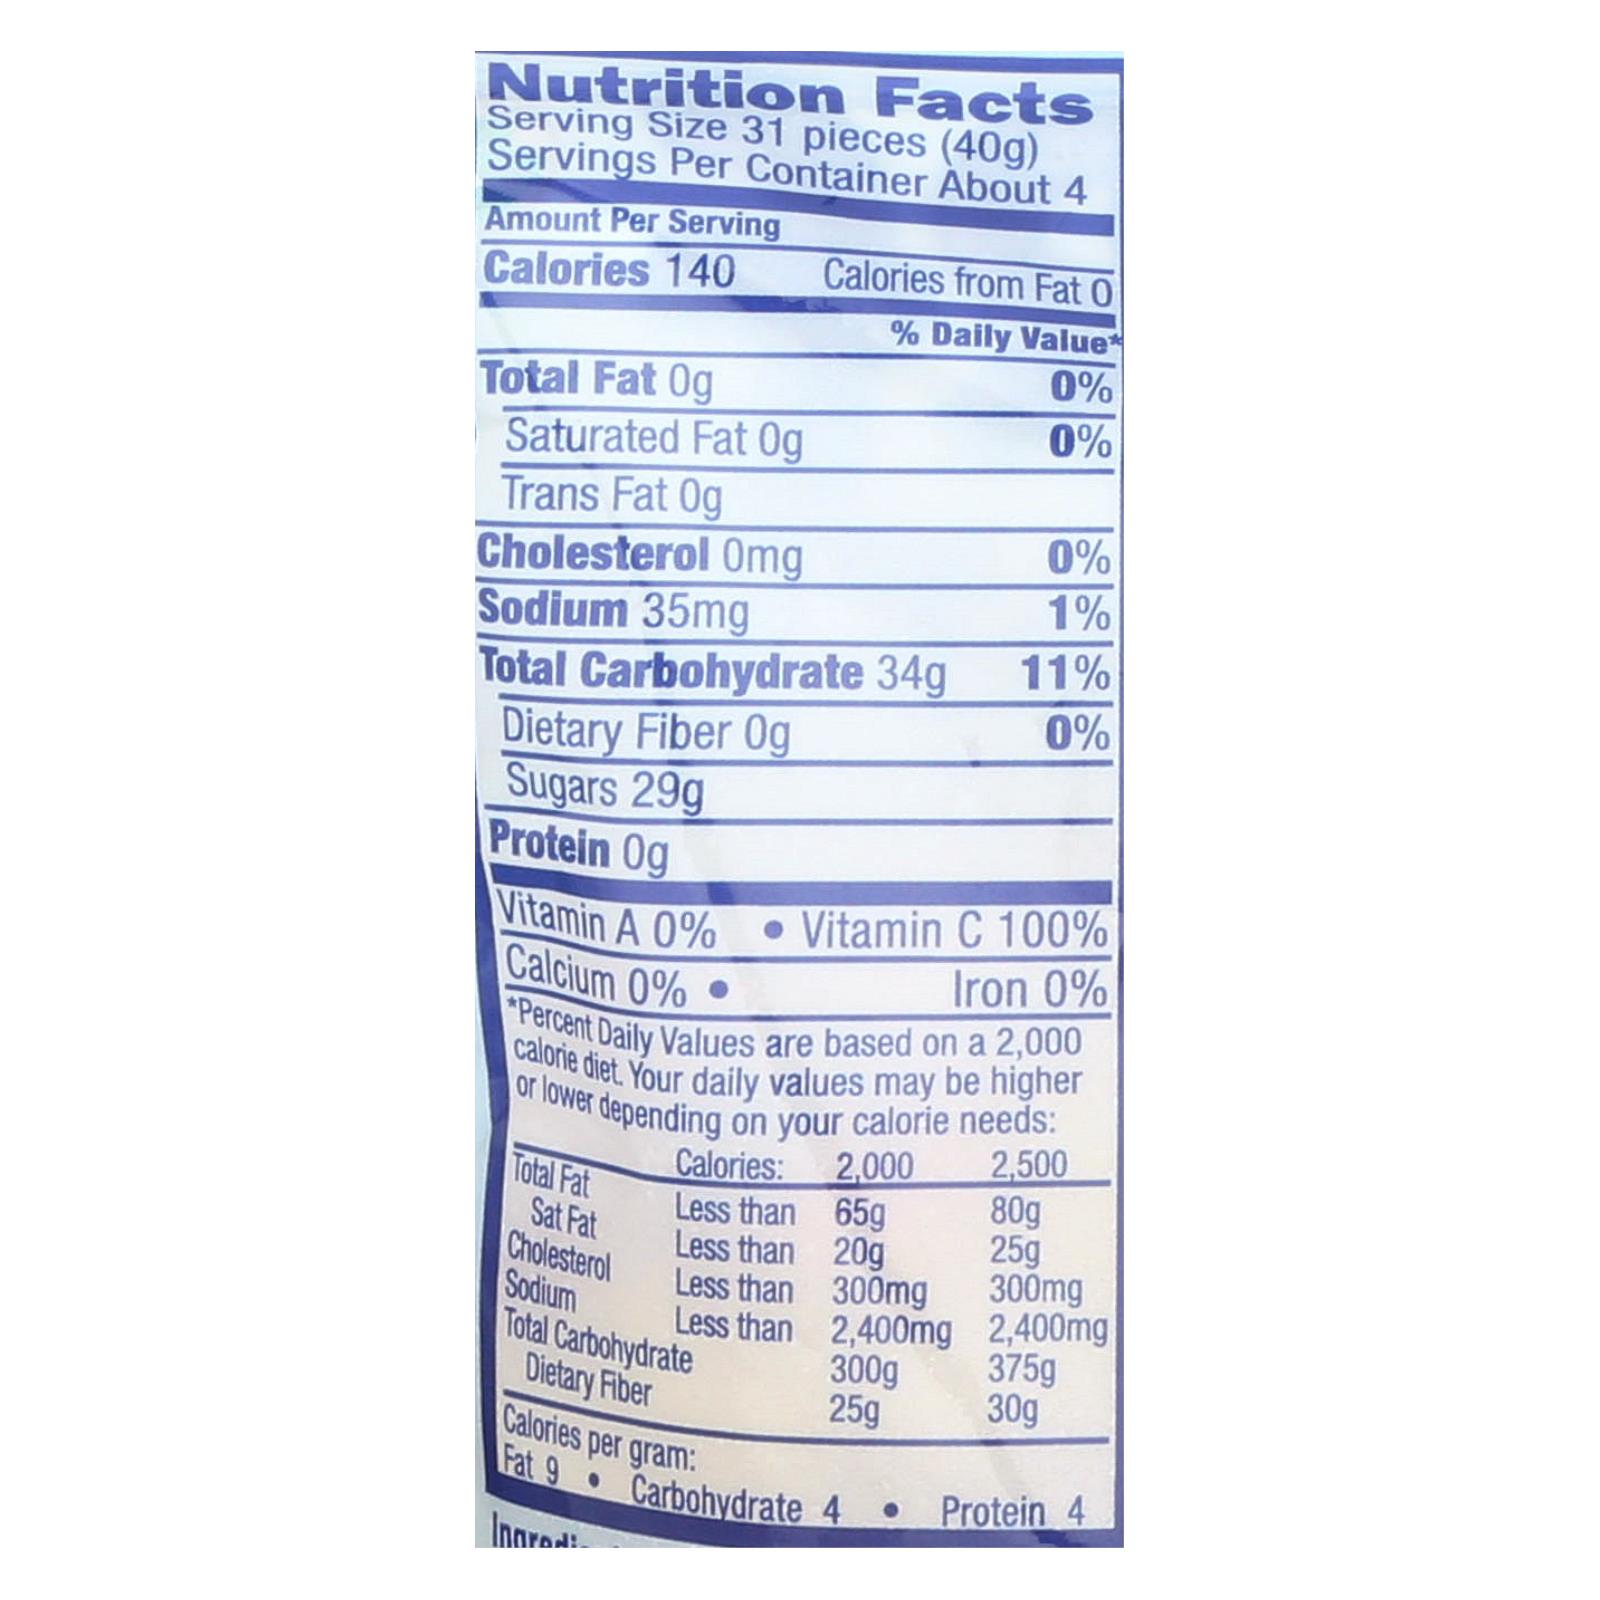 Nutrition Facts
Serving Size 31 pieces (40g)
Servings Per Container About 4
Amount Per Serving
Calories 140 Calories from Fat 0
% Daily Value*
Total Fat 0g 0%
Saturated Fat 0g 0%
Trans Fat 0g
Cholesterol 0mg 0%
Sodium 35mg 1%
Total Carbohydrate 34g 11%
Dietary Fiber 0g 0%
Sugars 29g
Protein 0g
Vitamin A 0% • Vitamin C 100%
Calcium 0% • Iron 0%
*Percent Daily Values are based on a 2,000
calorie diet. Your daily values may be higher
or lower depending on your calorie needs:
Calories: 2,000 2,500
Total Fat Less than 65g 80g
Sat Fat Less than 20g 25g
Cholesterol Less than 300mg 300mg
Sodium Less than 2,400mg 2,400mg
Total Carbohydrate 300g 375g
Dietary Fiber 25g 30g
Calories per gram:
Fat 9 • Carbohydrate 4 • Protein 4